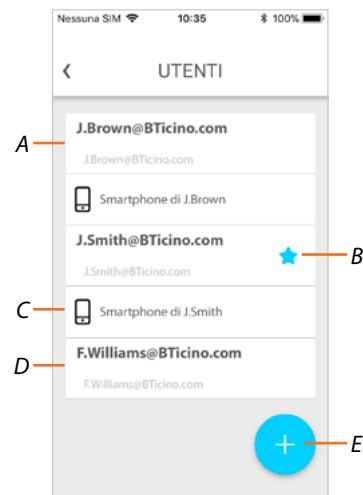 Nessuna SIM 10:35 100%
UTENTI
A
J.Brown@BTicino.com
J.Brown@BTicino.com
Smartphone di J.Brown
J.Smith@BTicino.com
B
J.Smith@BTicino.com
C
Smartphone di J.Smith
D
F.Williams@BTicino.com
F.Williams@BTicino.com
E